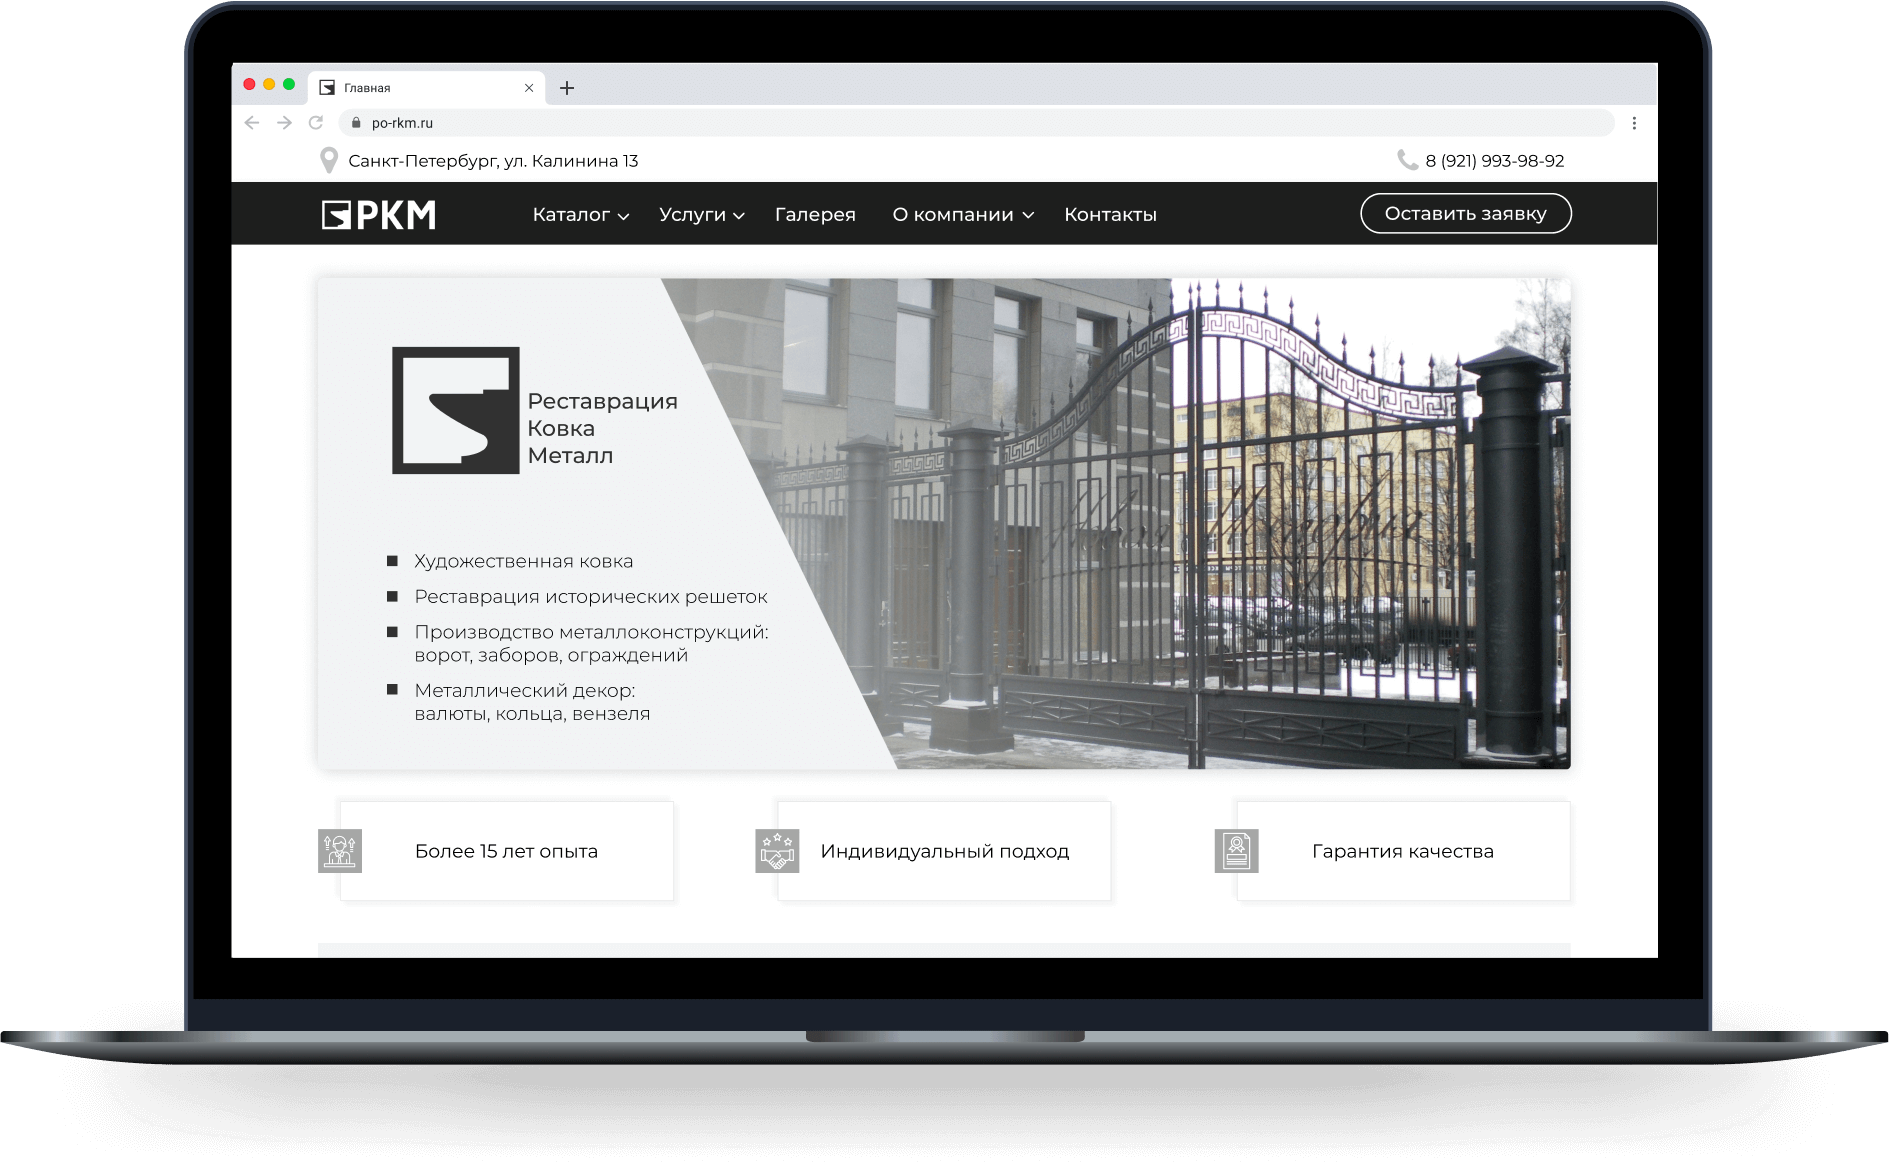 Главная
po-rkm.ru
Санкт-Петербург, ул. Калинина 13
8 (921) 993-98-92
РКМ
Каталог
Услуги
Галерея
О компании
Контакты
Оставить заявку
Реставрация
Ковка
Металл
Художественная ковка
Реставрация исторических решеток
Производство металлоконструкций:
ворот, заборов, ограждений
Металлический декор:
валюты, кольца, вензеля
Более 15 лет опыта
Индивидуальный подход
Гарантия качества